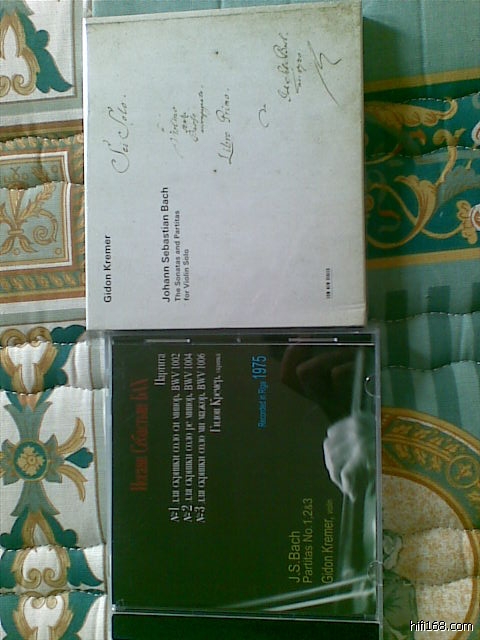 Gidon Kremer
Johann Sebastian Bach
The Sonatas and Partitas
for Violin Solo
Sei Solo.
Libro Primo.
ECM NEW SERIES
Иоганн Себастьян БАХ
Партита
№1 для скрипки соло си минор, BWV 1002
№2 для скрипки соло ре минор, BWV 1004
№3 для скрипки соло ми мажор, BWV 1006
Гидон Кремер, скрипка
Recorded in Riga 1975
J.S.Bach
Partitas No.1,2&3
Gidon Kremer, violin
hifi168.com